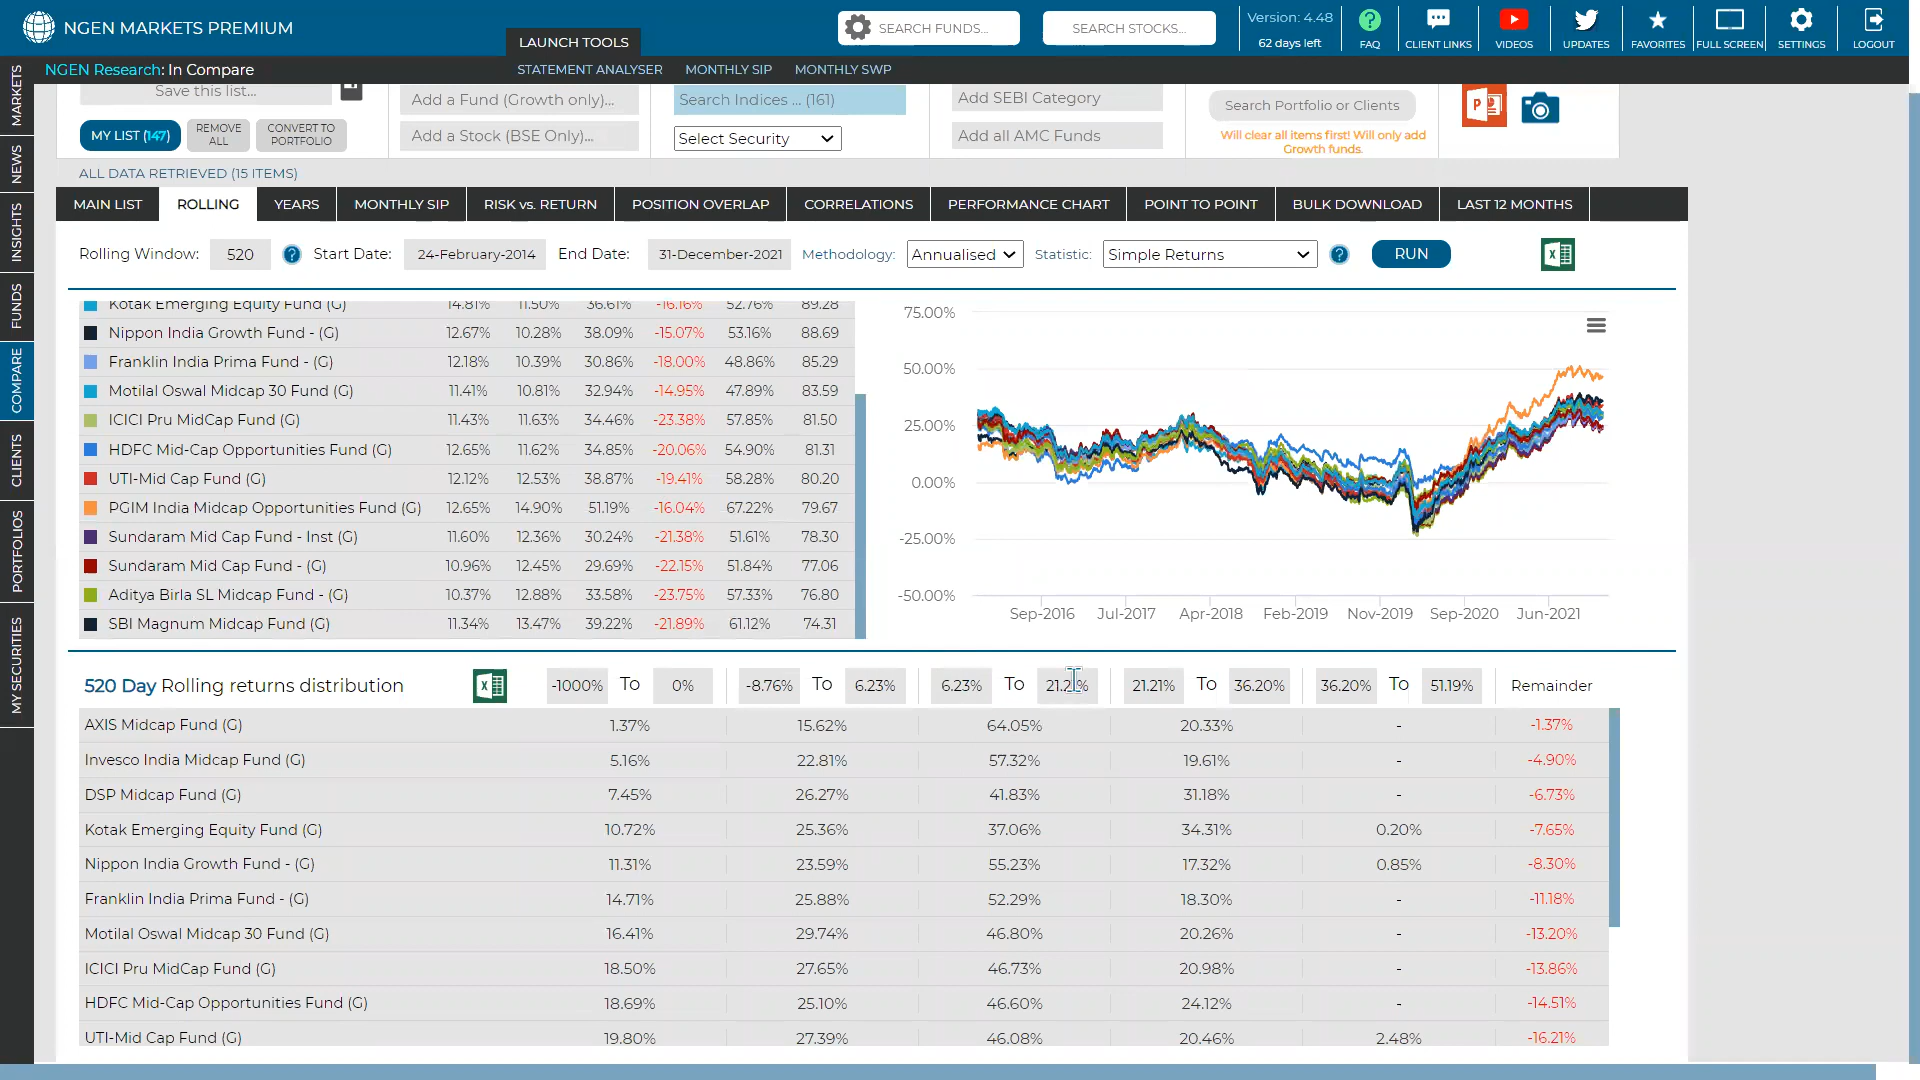 NGEN MARKETS PREMIUM
LAUNCH TOOLS
SEARCH FUNDS...
SEARCH STOCKS...
Version: 4.48
62 days left
FAQ
CLIENT LINKS
VIDEOS
UPDATES
FAVORITES
FULL SCREEN
SETTINGS
LOGOUT
NGEN Research: In Compare
STATEMENT ANALYSER MONTHLY SIP MONTHLY SWP
MARKETS
NEWS
INSIGHTS
FUNDS
COMPARE
CLIENTS
PORTFOLIOS
MY SECURITIES
Save this list...
MY LIST (147)
REMOVE ALL
CONVERT TO PORTFOLIO
Add a Fund (Growth only)...
Add a Stock (BSE Only)...
Search Indices ... (161)
Select Security
Add SEBI Category
Add all AMC Funds
Search Portfolio or Clients
Will clear all items first! Will only add
Growth funds.
ALL DATA RETRIEVED (15 ITEMS)
MAIN LIST ROLLING YEARS MONTHLY SIP RISK vs. RETURN POSITION OVERLAP CORRELATIONS PERFORMANCE CHART POINT TO POINT BULK DOWNLOAD LAST 12 MONTHS
Rolling Window: 520 ? Start Date: 24-February-2014 End Date: 31-December-2021 Methodology: Annualised Statistic: Simple Returns ? RUN
Kotak Emerging Equity Fund (G) 14.81% 11.50% 36.61% -16.16% 52.76% 89.28
Nippon India Growth Fund - (G) 12.67% 10.28% 38.09% -15.07% 53.16% 88.69
Franklin India Prima Fund - (G) 12.18% 10.39% 30.86% -18.00% 48.86% 85.29
Motilal Oswal Midcap 30 Fund (G) 11.41% 10.81% 32.94% -14.95% 47.89% 83.59
ICICI Pru MidCap Fund (G) 11.43% 11.63% 34.46% -23.38% 57.85% 81.50
HDFC Mid-Cap Opportunities Fund (G) 12.65% 11.62% 34.85% -20.06% 54.90% 81.31
UTI-Mid Cap Fund (G) 12.12% 12.53% 38.87% -19.41% 58.28% 80.20
PGIM India Midcap Opportunities Fund (G) 12.65% 14.90% 51.19% -16.04% 67.22% 79.67
Sundaram Mid Cap Fund - Inst (G) 11.60% 12.36% 30.24% -21.38% 51.61% 78.30
Sundaram Mid Cap Fund - (G) 10.96% 12.45% 29.69% -22.15% 51.84% 77.06
Aditya Birla SL Midcap Fund - (G) 10.37% 12.88% 33.58% -23.75% 57.33% 76.80
SBI Magnum Midcap Fund (G) 11.34% 13.47% 39.22% -21.89% 61.12% 74.31
75.00%
50.00%
25.00%
0.00%
-25.00%
-50.00%
Sep-2016 Jul-2017 Apr-2018 Feb-2019 Nov-2019 Sep-2020 Jun-2021
520 Day Rolling returns distribution -1000% To 0% -8.76% To 6.23% 6.23% To 21.21% 21.21% To 36.20% 36.20% To 51.19% Remainder
AXIS Midcap Fund (G) 1.37% 15.62% 64.05% 20.33% - -1.37%
Invesco India Midcap Fund (G) 5.16% 22.81% 57.32% 19.61% - -4.90%
DSP Midcap Fund (G) 7.45% 26.27% 41.83% 31.18% - -6.73%
Kotak Emerging Equity Fund (G) 10.72% 25.36% 37.06% 34.31% 0.20% -7.65%
Nippon India Growth Fund - (G) 11.31% 23.59% 55.23% 17.32% 0.85% -8.30%
Franklin India Prima Fund - (G) 14.71% 25.88% 52.29% 18.30% - -11.18%
Motilal Oswal Midcap 30 Fund (G) 16.41% 29.74% 46.80% 20.26% - -13.20%
ICICI Pru MidCap Fund (G) 18.50% 27.65% 46.73% 20.98% - -13.86%
HDFC Mid-Cap Opportunities Fund (G) 18.69% 25.10% 46.60% 24.12% - -14.51%
UTI-Mid Cap Fund (G) 19.80% 27.39% 46.08% 20.46% 2.48% -16.21%